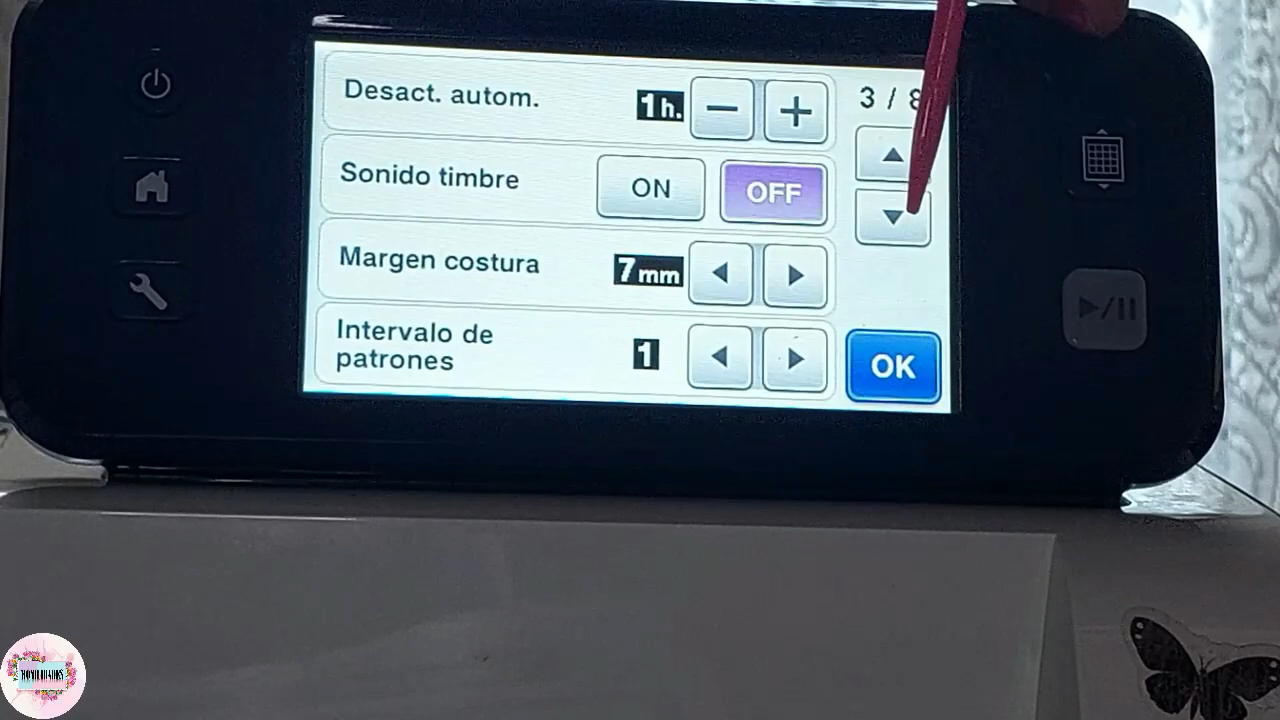 Desact. autom. 1h. − +
3 / 8
Sonido timbre ON OFF
Margen costura 7mm
Intervalo de
patrones 1
OK